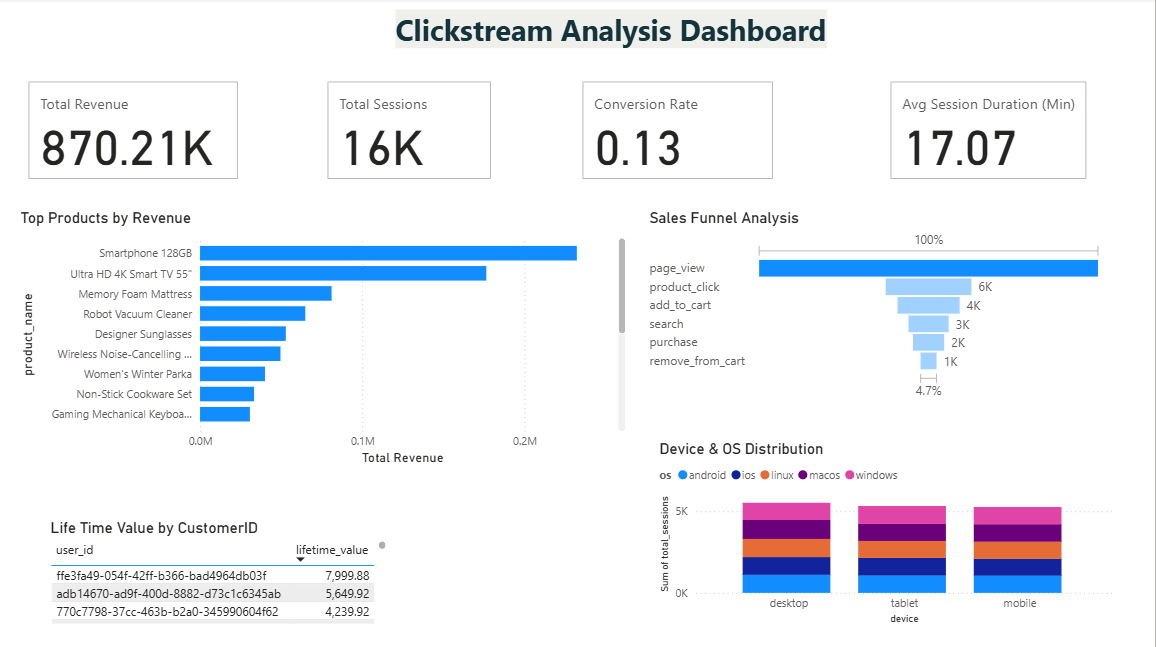 Clickstream Analysis Dashboard
Total Revenue
870.21K
Total Sessions
16K
Conversion Rate
0.13
Avg Session Duration (Min)
17.07
Top Products by Revenue
product_name
Smartphone 128GB
Ultra HD 4K Smart TV 55"
Memory Foam Mattress
Robot Vacuum Cleaner
Designer Sunglasses
Wireless Noise-Cancelling ...
Women's Winter Parka
Non-Stick Cookware Set
Gaming Mechanical Keyboa...
0.0M 0.1M 0.2M
Total Revenue
Sales Funnel Analysis
100%
page_view
product_click 6K
add_to_cart 4K
search 3K
purchase 2K
remove_from_cart 1K
4.7%
Device & OS Distribution
os android ios linux macos windows
Sum of total_sessions
5K
0K
desktop tablet mobile
device
Life Time Value by CustomerID
user_id lifetime_value
ffe3fa49-054f-42ff-b366-bad4964db03f 7,999.88
adb14670-ad9f-400d-8882-d73c1c6345ab 5,649.92
770c7798-37cc-463b-b2a0-345990604f62 4,239.92